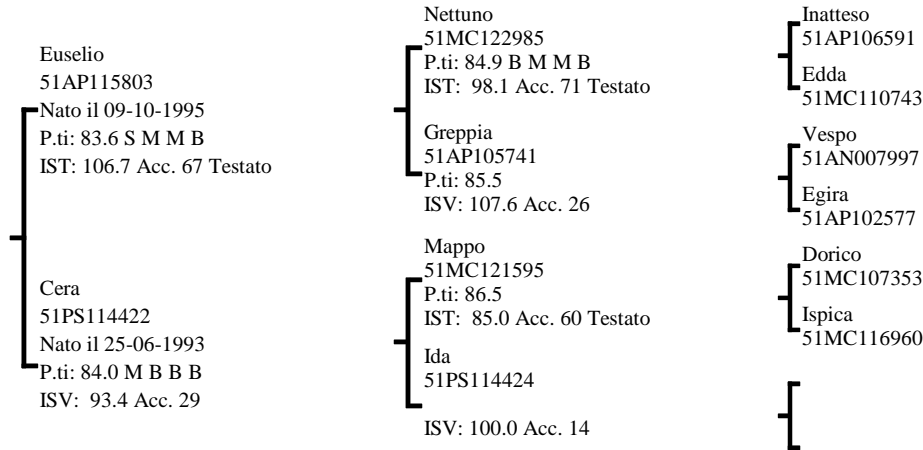 Euselio
51AP115803
Nato il 09-10-1995
P.ti: 83.6 S M M B
IST: 106.7 Acc. 67 Testato
Cera
51PS114422
Nato il 25-06-1993
P.ti: 84.0 M B B B
ISV: 93.4 Acc. 29
Nettuno
51MC122985
P.ti: 84.9 B M M B
IST: 98.1 Acc. 71 Testato
Greppia
51AP105741
P.ti: 85.5
ISV: 107.6 Acc. 26
Mappo
51MC121595
P.ti: 86.5
IST: 85.0 Acc. 60 Testato
Ida
51PS114424
ISV: 100.0 Acc. 14
Inatteso
51AP106591
Edda
51MC110743
Vespo
51AN007997
Egira
51AP102577
Dorico
51MC107353
Ispica
51MC116960